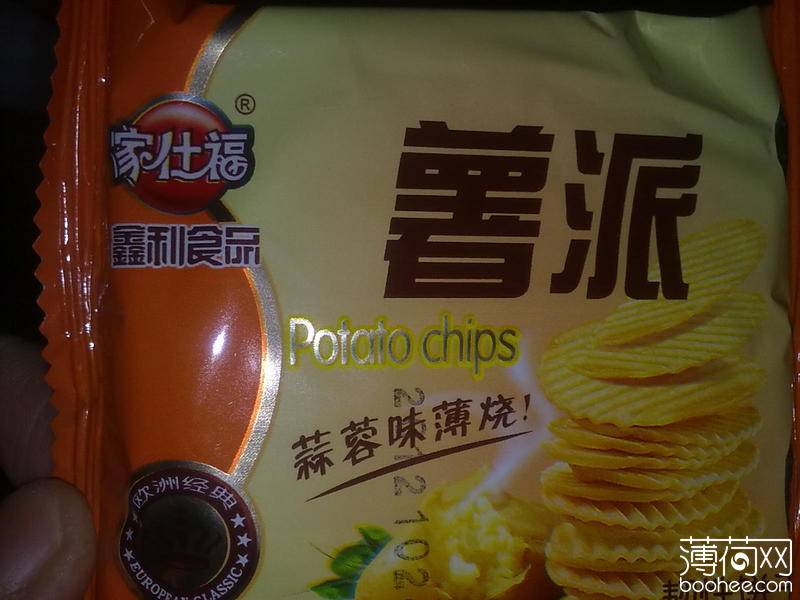 家仕福
®
鑫利食品
薯派
Potato chips
蒜蓉味薄烧!
欧洲经典
EUROPEAN CLASSIC
薄荷网
boohee.com